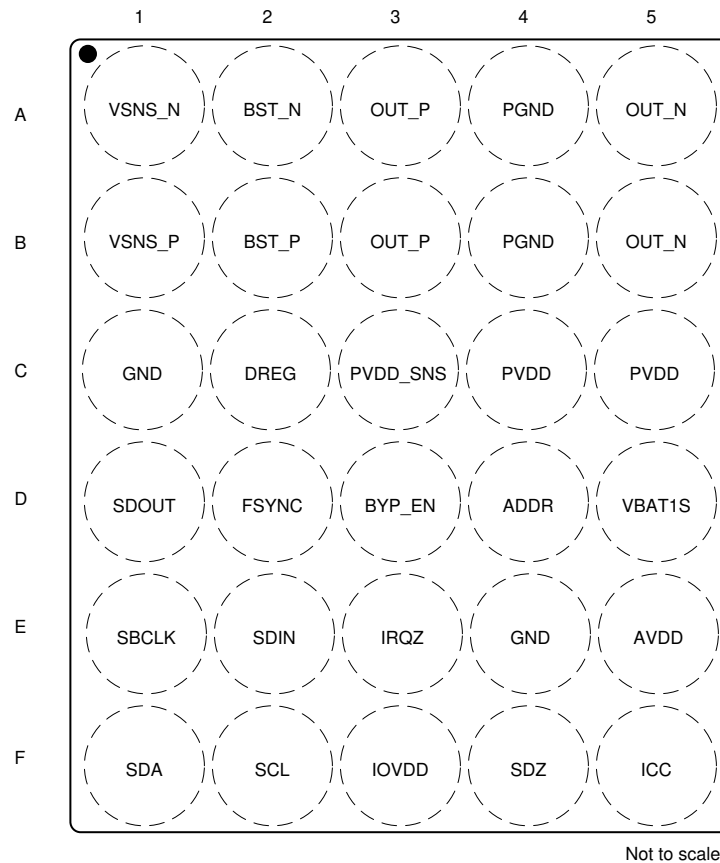 1 2 3 4 5
A VSNS_N BST_N OUT_P PGND OUT_N
B VSNS_P BST_P OUT_P PGND OUT_N
C GND DREG PVDD_SNS PVDD PVDD
D SDOUT FSYNC BYP_EN ADDR VBAT1S
E SBCLK SDIN IRQZ GND AVDD
F SDA SCL IOVDD SDZ ICC
Not to scale